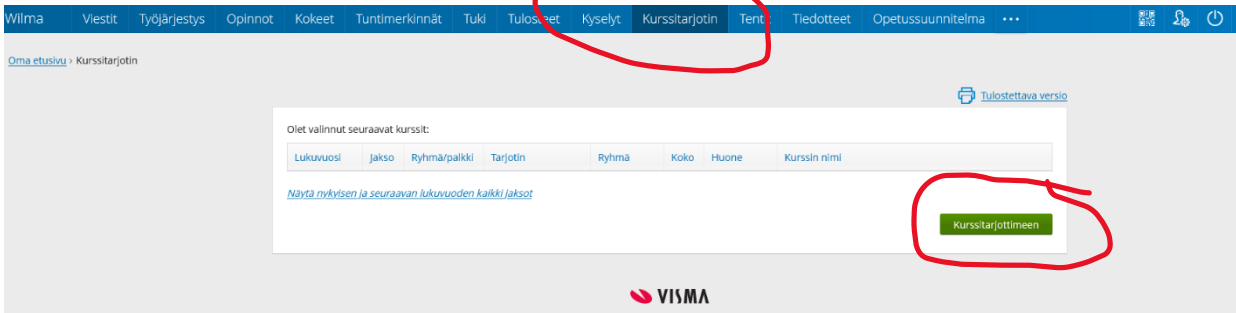 Wilma Viestit Työjärjestys Opinnot Kokeet Tuntimerkinnät Tuki Tulosteet Kyselyt Kurssitarjotin Tentit Tiedotteet Opetussuunnitelma •••
Oma etusivu › Kurssitarjotin
Tulostettava versio
Olet valinnut seuraavat kurssit:
Lukuvuosi Jakso Ryhmä/palkki Tarjotin Ryhmä Koko Huone Kurssin nimi
Näytä nykyisen ja seuraavan lukuvuoden kaikki jaksot
Kurssitarjottimeen
VISMA